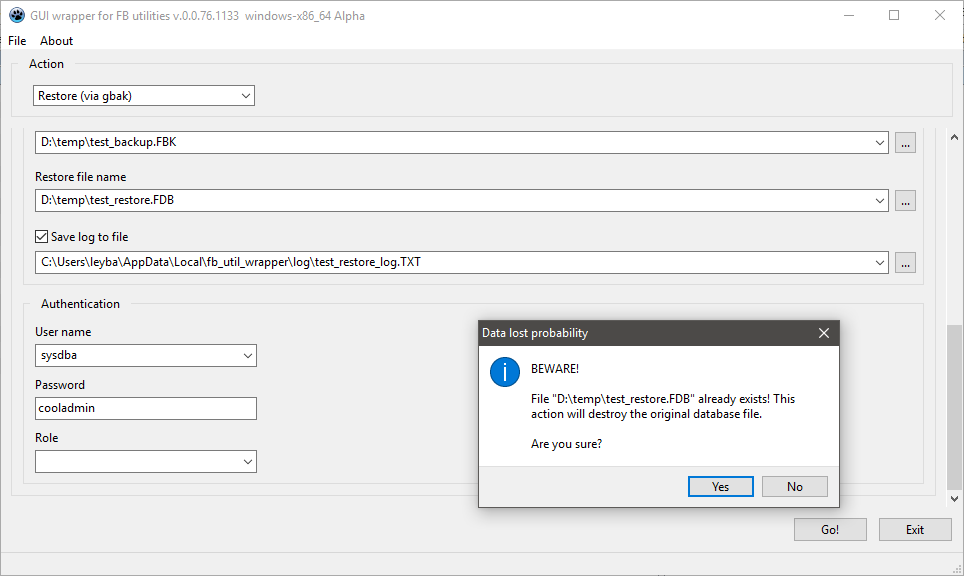 GUI wrapper for FB utilities v.0.0.76.1133 windows-x86_64 Alpha
File About
Action
Restore (via gbak)
D:\temp\test_backup.FBK
...
Restore file name
D:\temp\test_restore.FDB
...
Save log to file
C:\Users\leyba\AppData\Local\fb_util_wrapper\log\test_restore_log.TXT
...
Authentication
User name
sysdba
Password
cooladmin
Role
Data lost probability
BEWARE!
File "D:\temp\test_restore.FDB" already exists! This
action will destroy the original database file.
Are you sure?
Yes No
Go! Exit